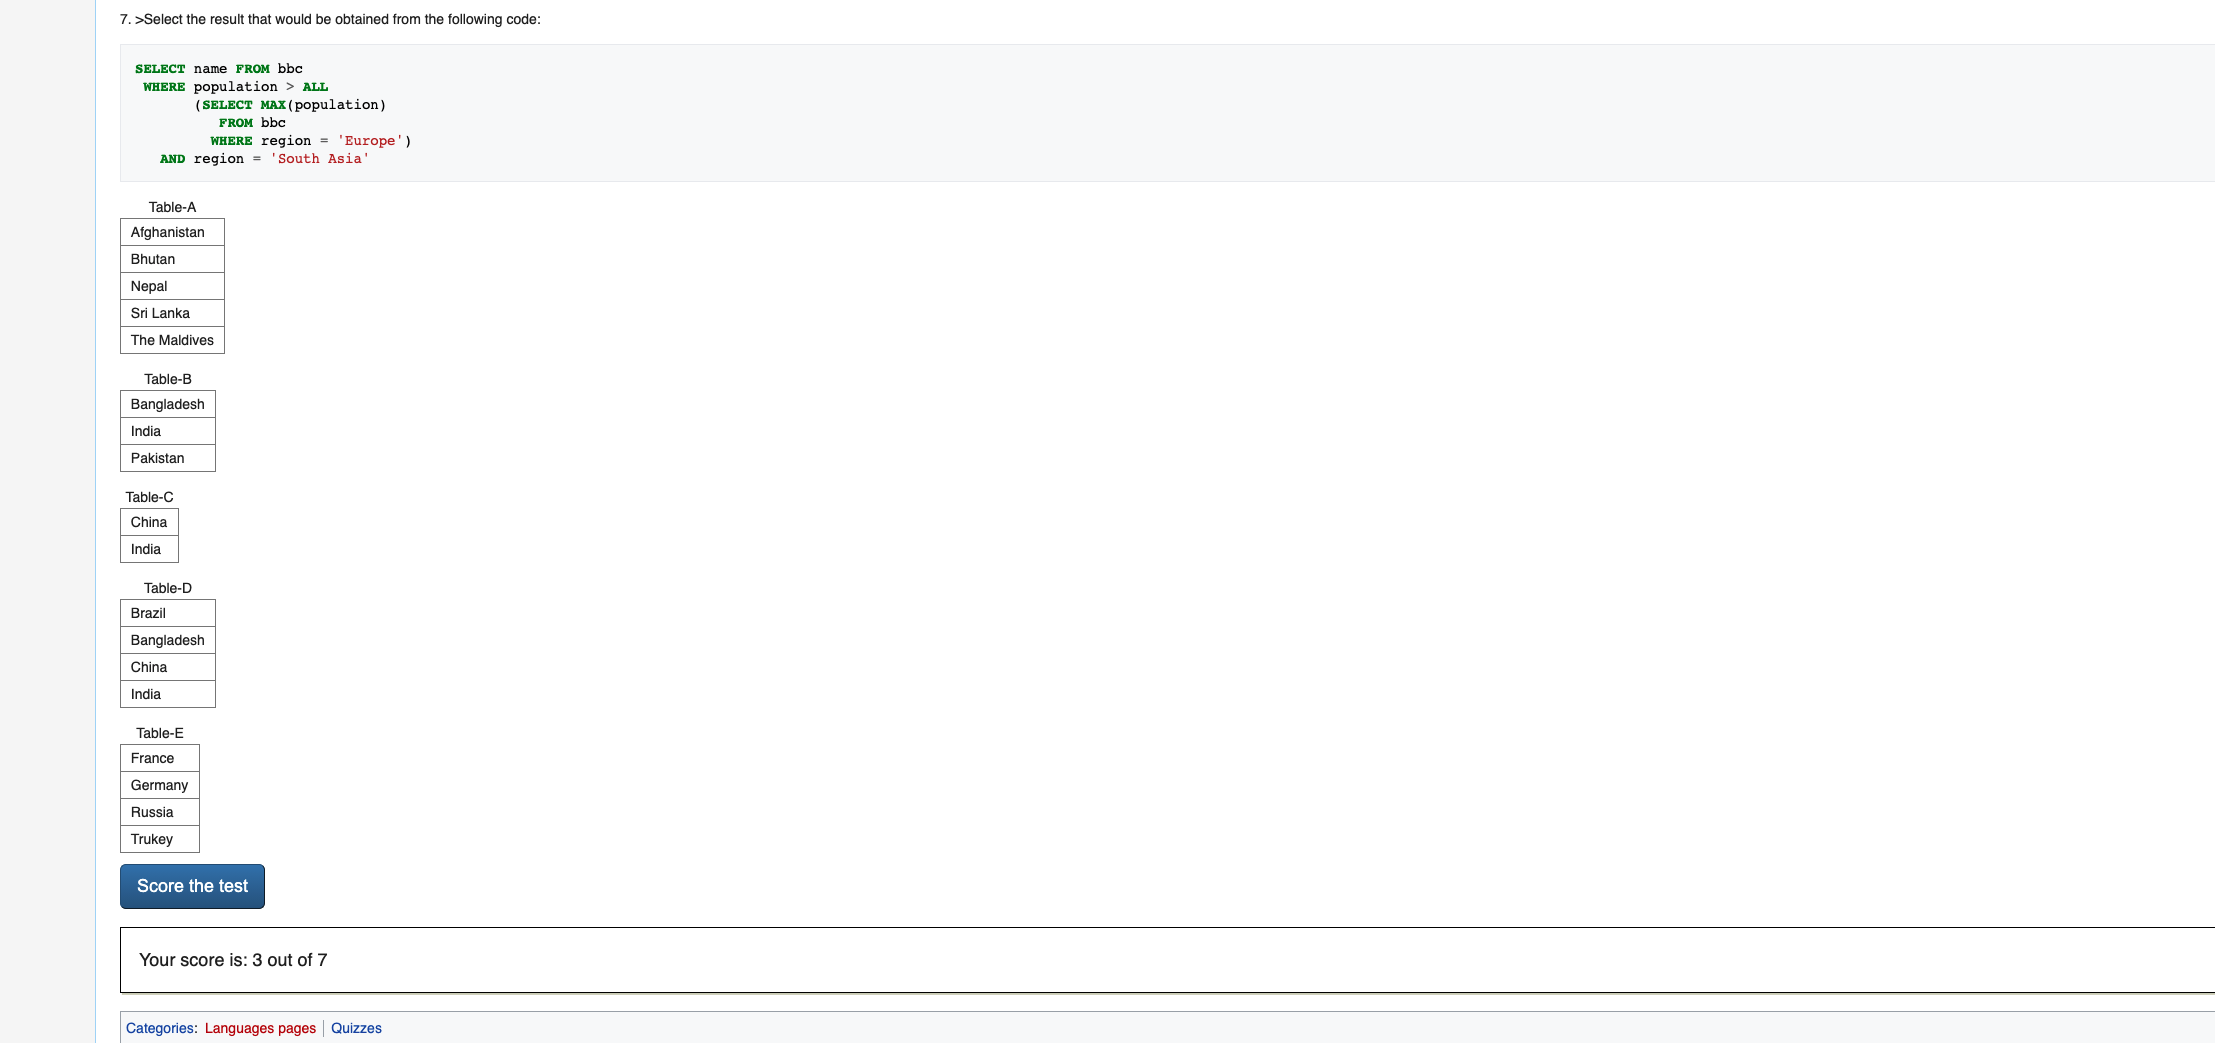 7. >Select the result that would be obtained from the following code:
SELECT name FROM bbc
WHERE population > ALL
(SELECT MAX(population)
FROM bbc
WHERE region = 'Europe')
AND region = 'South Asia'
Table-A
Afghanistan
Bhutan
Nepal
Sri Lanka
The Maldives
Table-B
Bangladesh
India
Pakistan
Table-C
China
India
Table-D
Brazil
Bangladesh
China
India
Table-E
France
Germany
Russia
Trukey
Score the test
Your score is: 3 out of 7
Categories: Languages pages | Quizzes